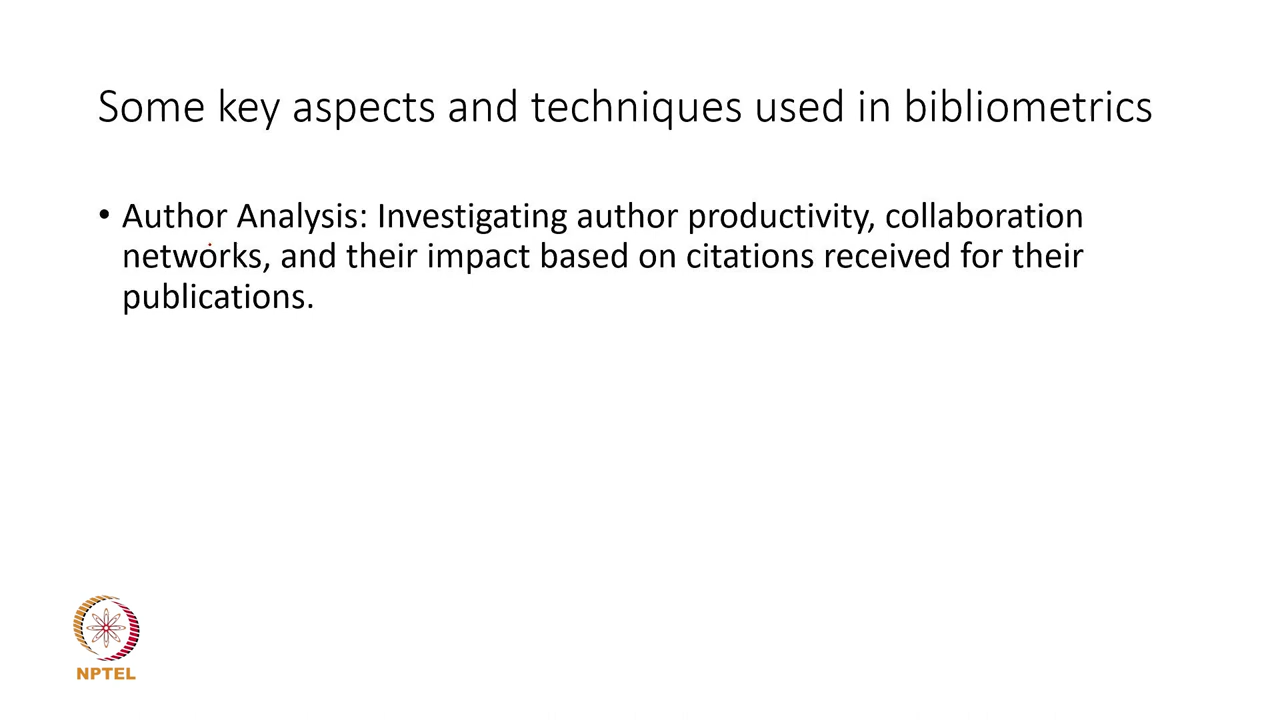 Some key aspects and techniques used in bibliometrics
• Author Analysis: Investigating author productivity, collaboration
networks, and their impact based on citations received for their
publications.
NPTEL